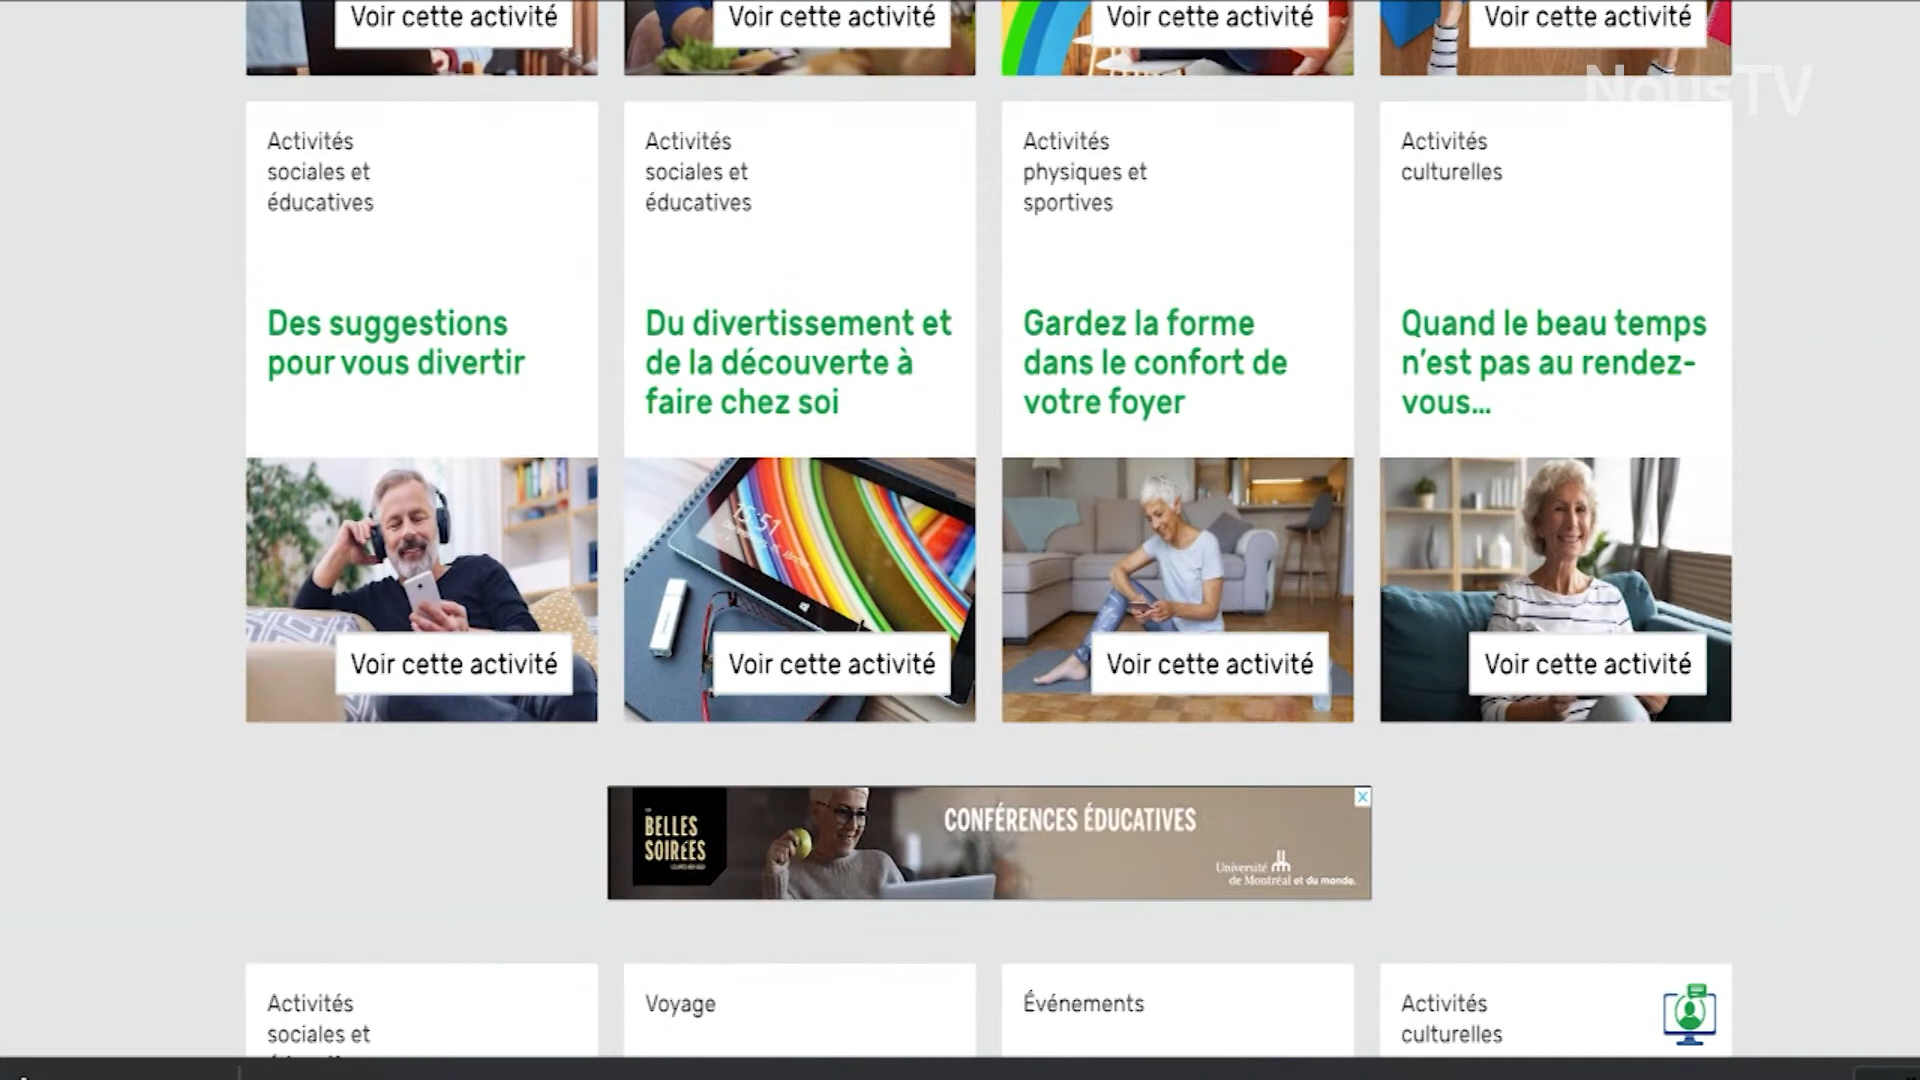 Voir cette activité
Voir cette activité
Voir cette activité
Voir cette activité
NousTV
Activités
sociales et
éducatives
Des suggestions
pour vous divertir
Voir cette activité
Activités
sociales et
éducatives
Du divertissement et
de la découverte à
faire chez soi
Voir cette activité
Activités
physiques et
sportives
Gardez la forme
dans le confort de
votre foyer
Voir cette activité
Activités
culturelles
Quand le beau temps
n’est pas au rendez-
vous...
Voir cette activité
BELLES
SOIRÉES
CONFÉRENCES ÉDUCATIVES
Université
de Montréal et du monde.
Activités
sociales et
Voyage
Événements
Activités
culturelles